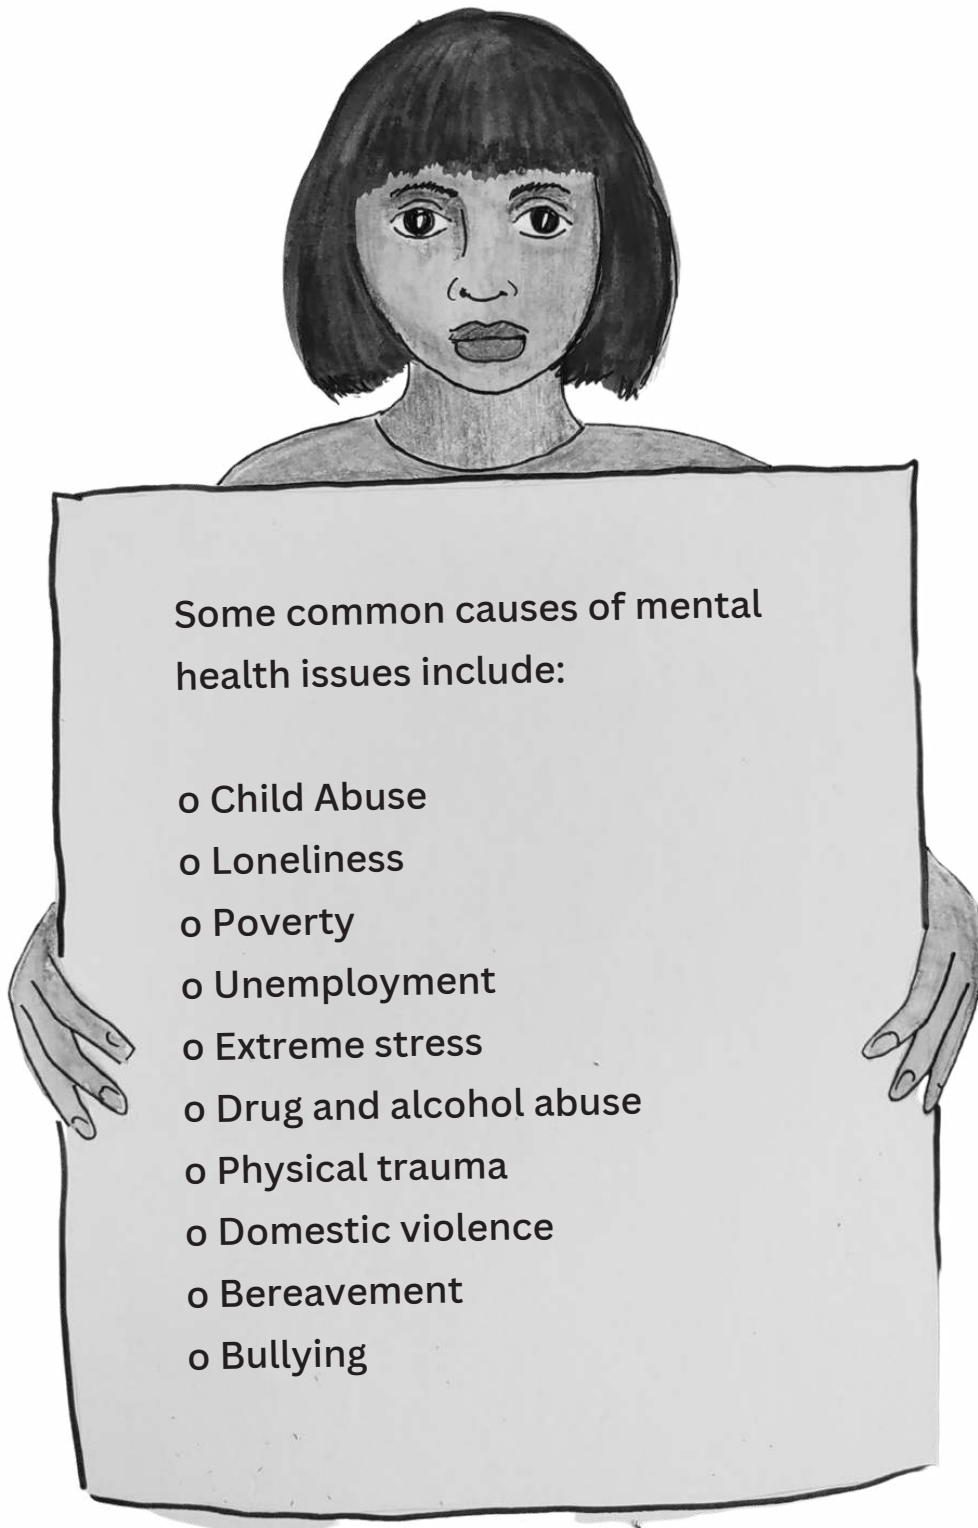 Some common causes of mental
health issues include:
o Child Abuse
o Loneliness
o Poverty
o Unemployment
o Extreme stress
o Drug and alcohol abuse
o Physical trauma
o Domestic violence
o Bereavement
o Bullying